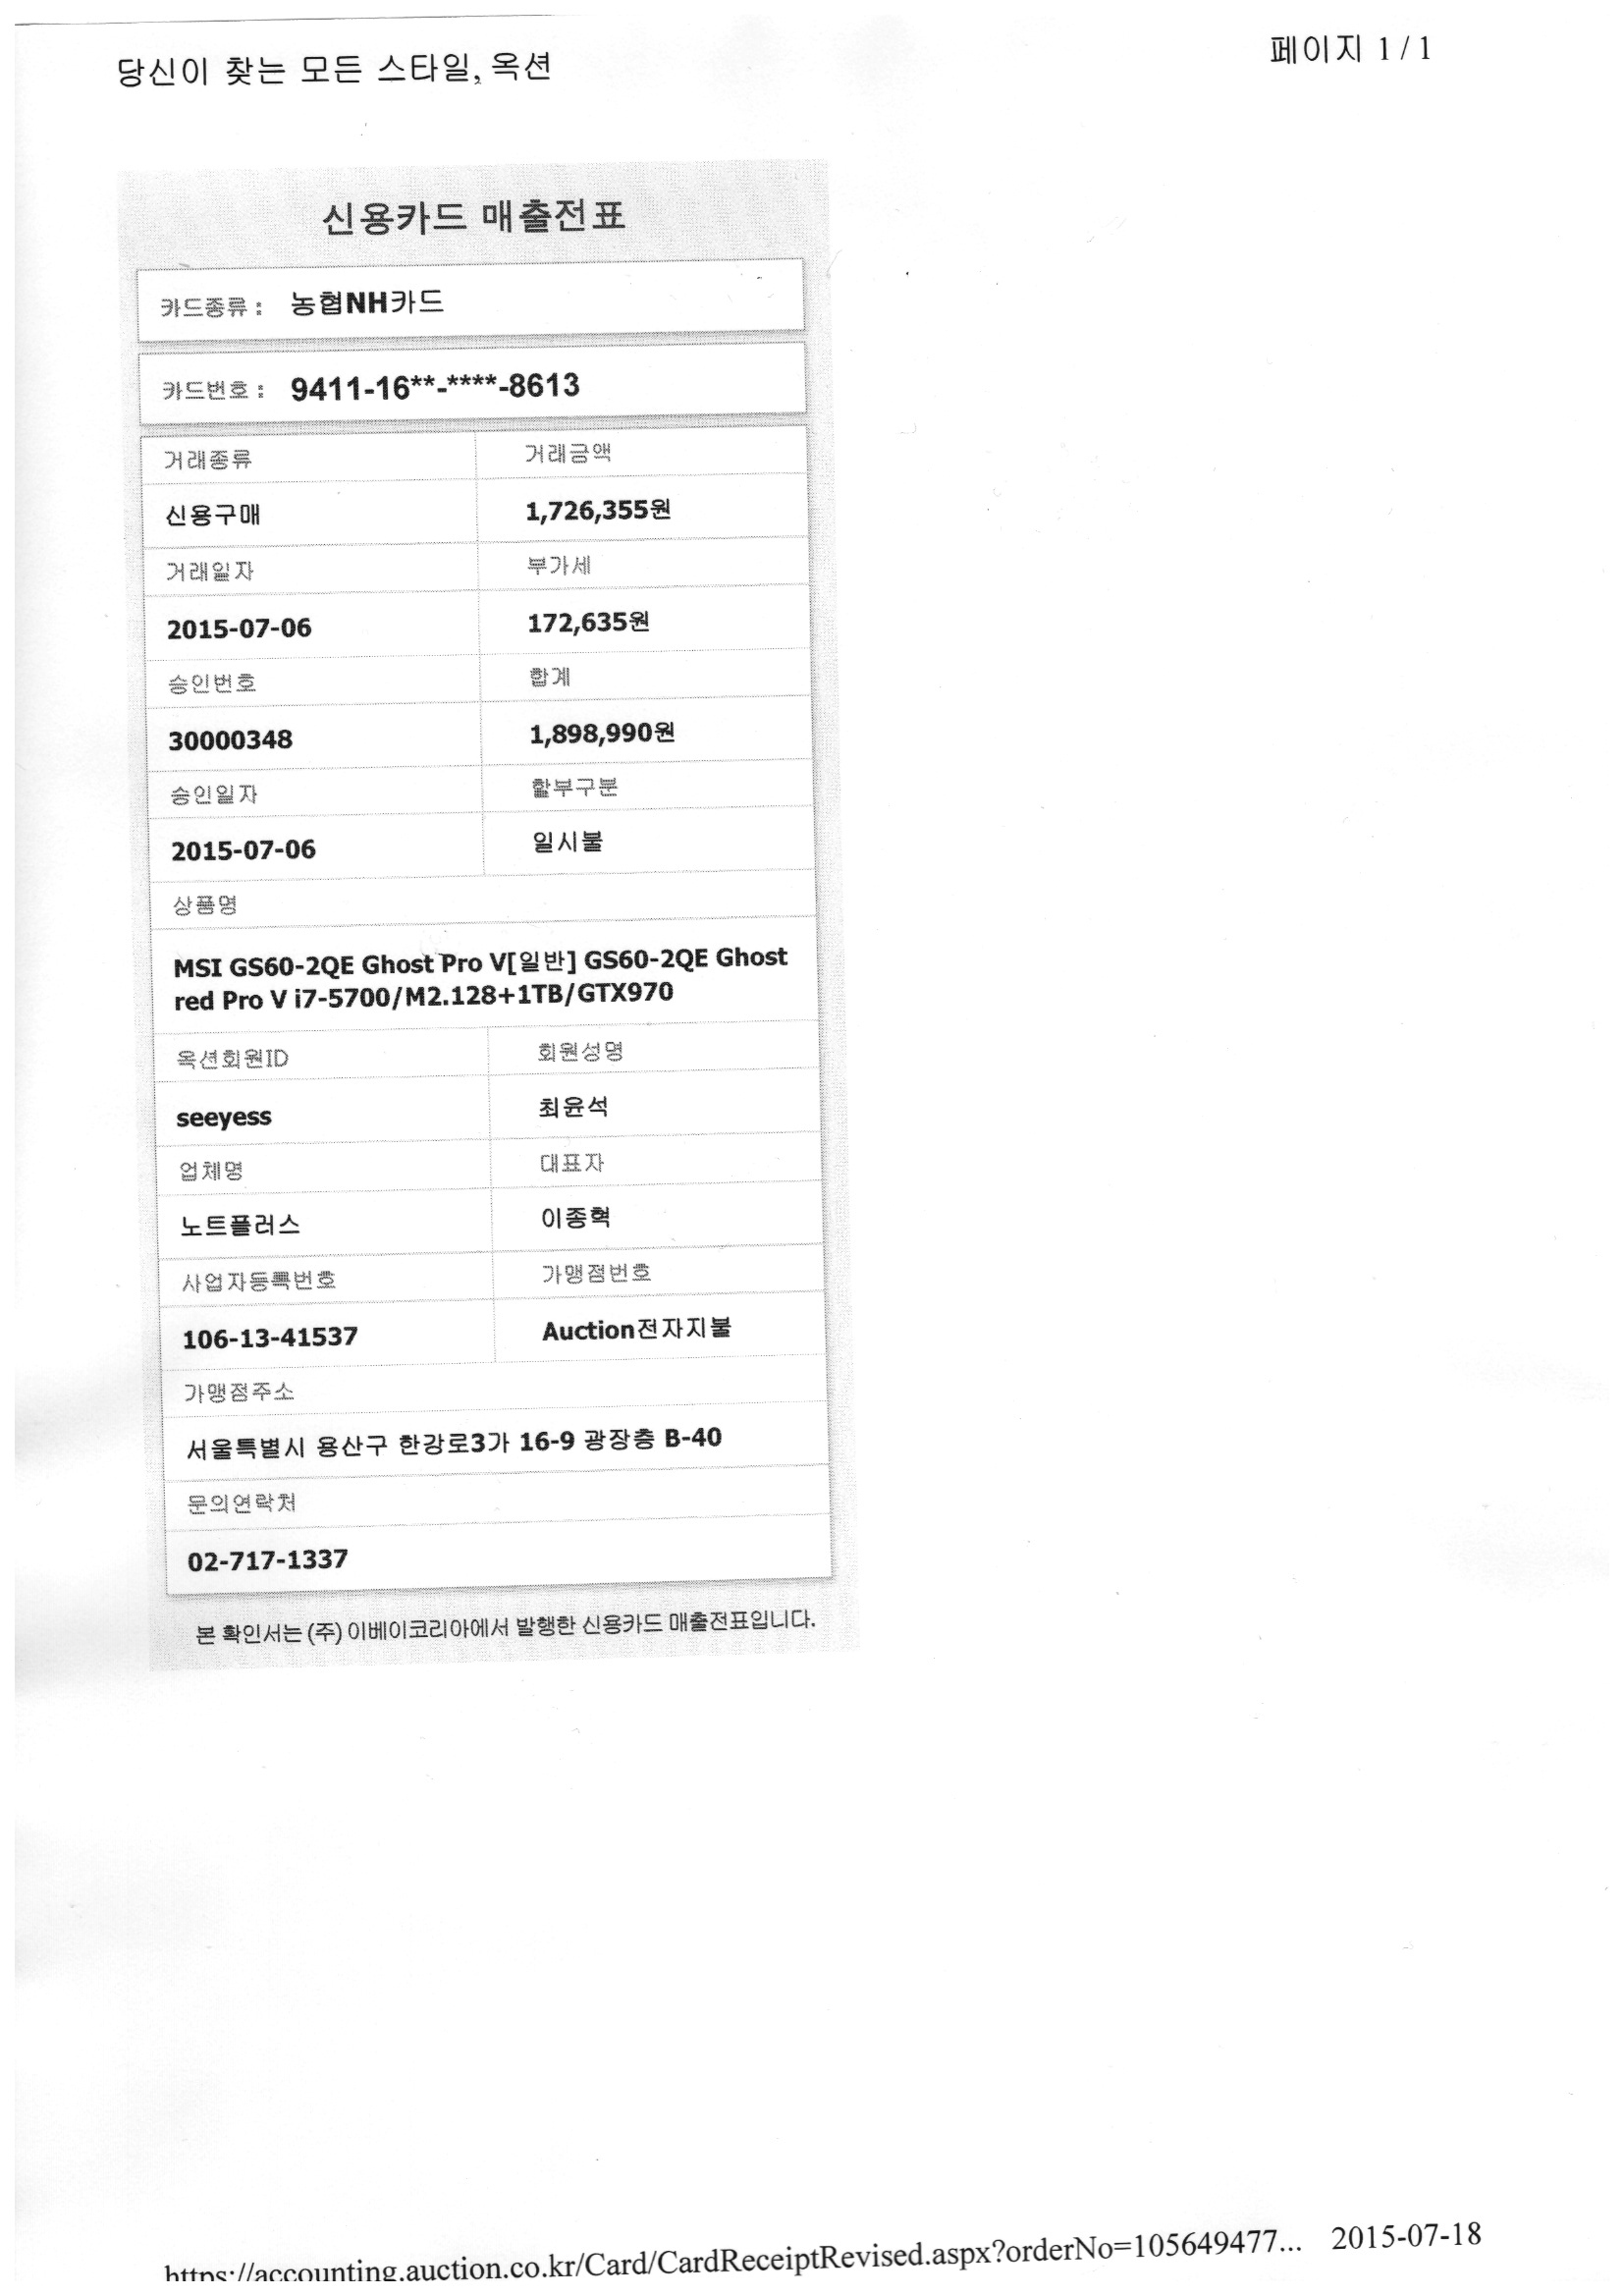 당신이 찾는 모든 스타일, 옥션
페이지 1 / 1
신용카드 매출전표
카드종류 : 농협NH카드
카드번호 : 9411-16**-****-8613
거래종류 거래금액
신용구매 1,726,355원
거래일자 부가세
2015-07-06 172,635원
승인번호 합계
30000348 1,898,990원
승인일자 할부구분
2015-07-06 일시불
상품명
MSI GS60-2QE Ghost Pro V[일반] GS60-2QE Ghost
red Pro V i7-5700/M2.128+1TB/GTX970
옥션회원ID 회원성명
seeyess 최윤석
업체명 대표자
노트플러스 이종혁
사업자등록번호 가맹점번호
106-13-41537 Auction전자지불
가맹점주소
서울특별시 용산구 한강로3가 16-9 광장층 B-40
문의연락처
02-717-1337
본 확인서는 (주) 이베이코리아에서 발행한 신용카드 매출전표입니다.
https://accounting.auction.co.kr/Card/CardReceiptRevised.aspx?orderNo=105649477... 2015-07-18